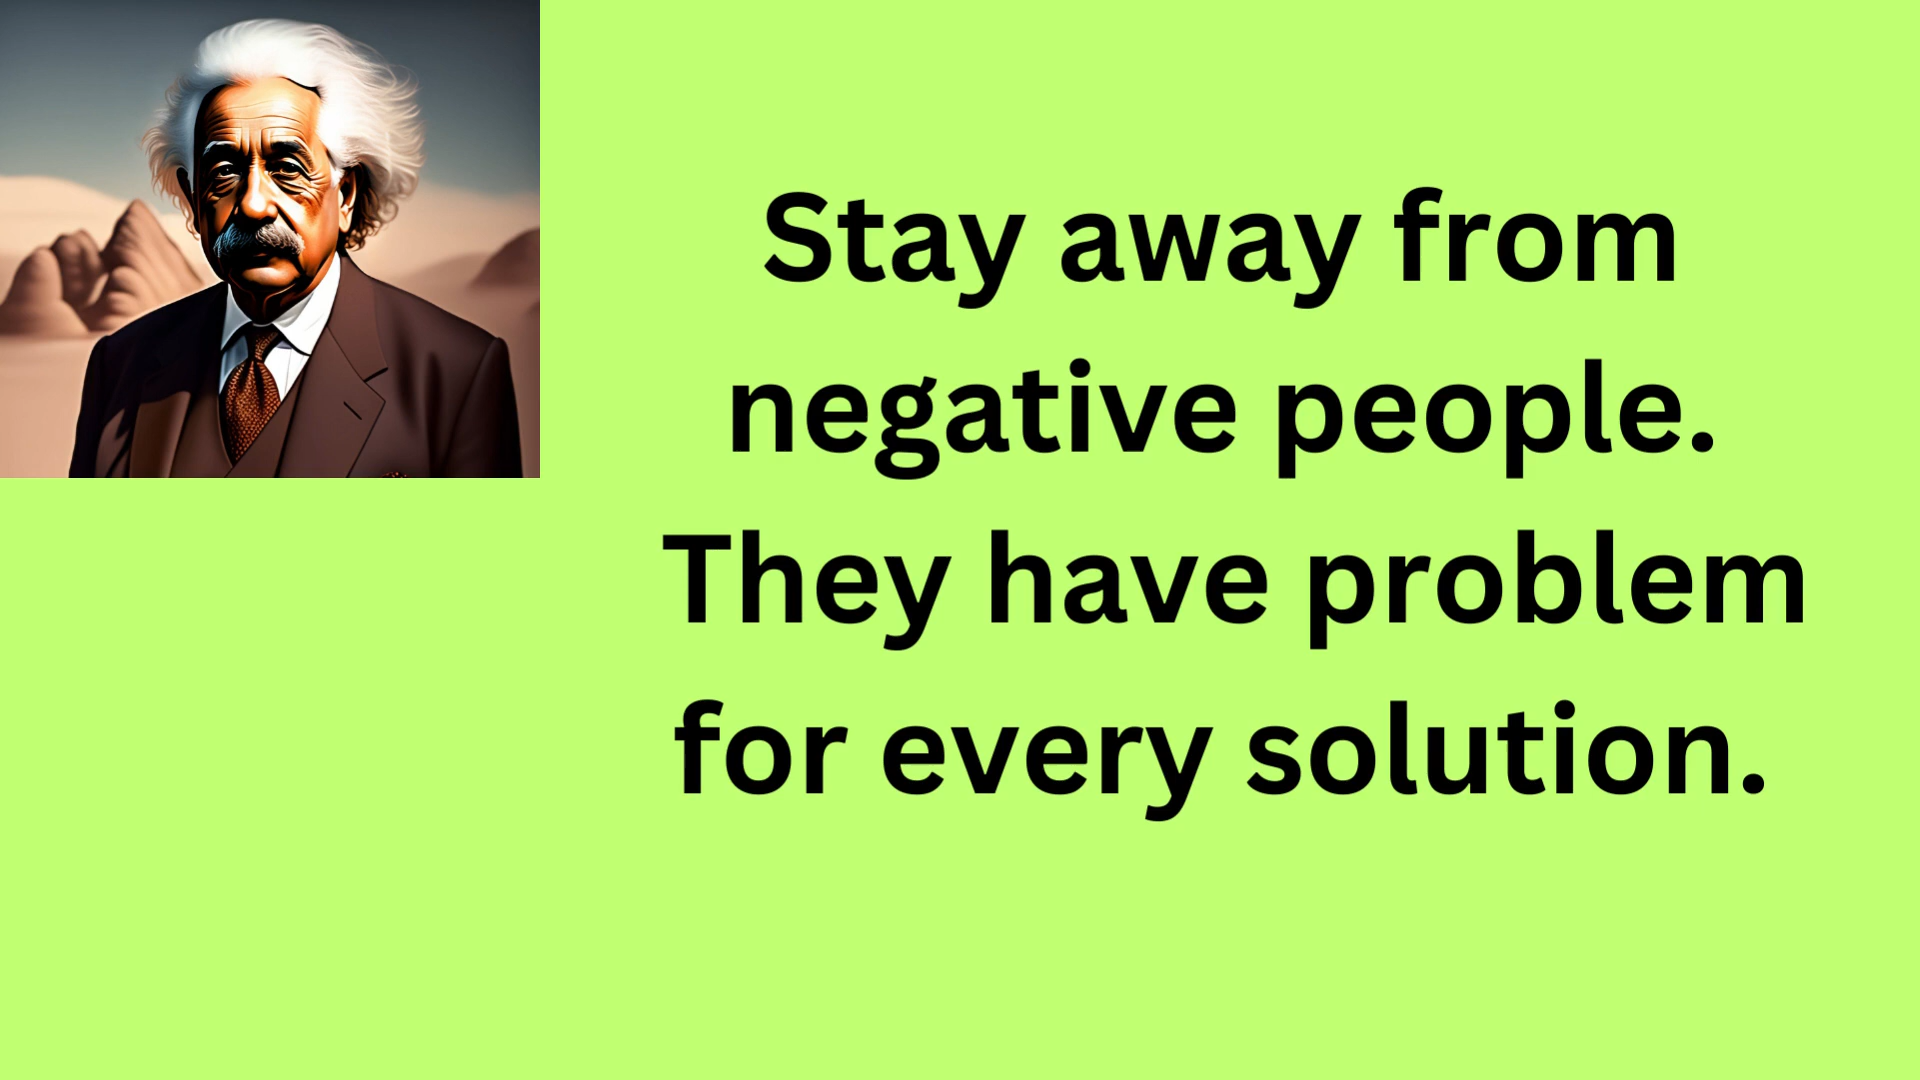 Stay away from
negative people.
They have problem
for every solution.